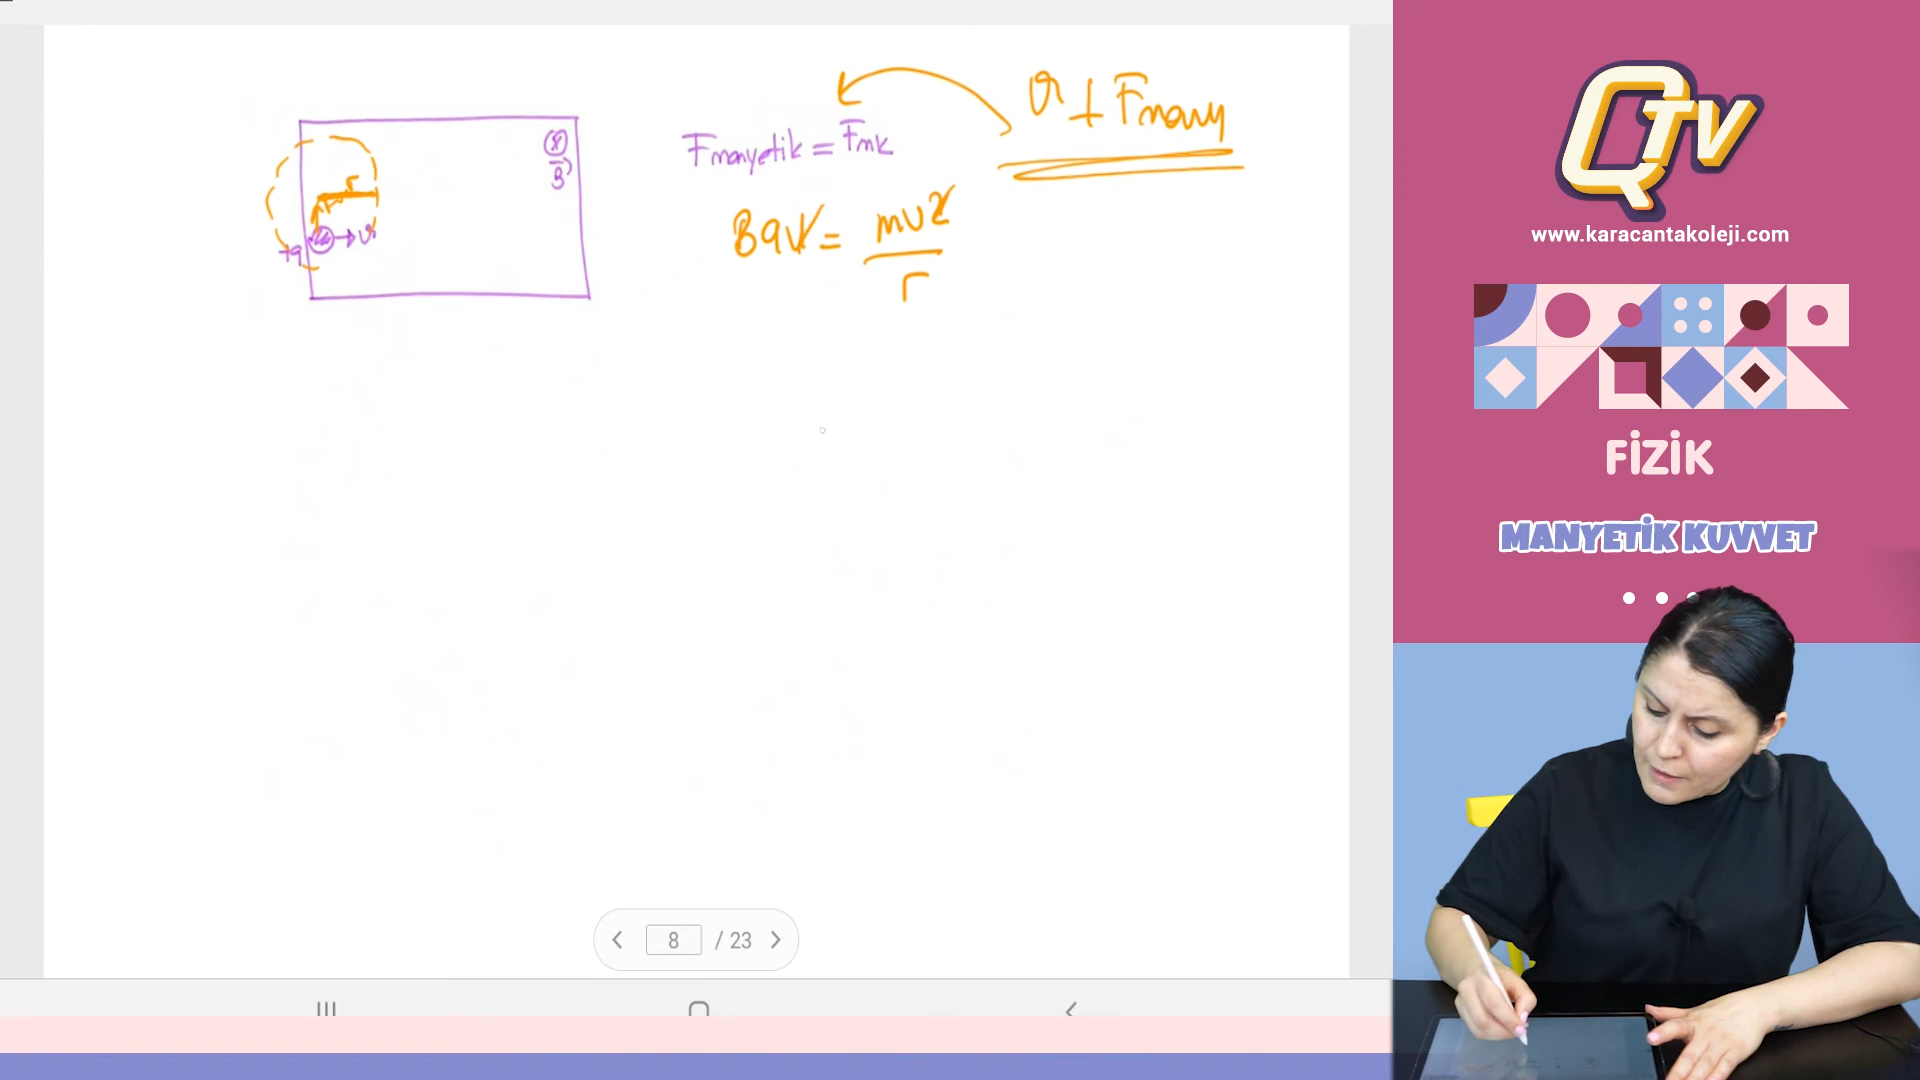 ϑ ⊥ Fmany
Fmanyetik = Fmk
⊗
B
r
+q
v
Bqv = mv2
r
8 / 23
QTV
www.karacantakoleji.com
FİZİK
MANYETİK KUVVET